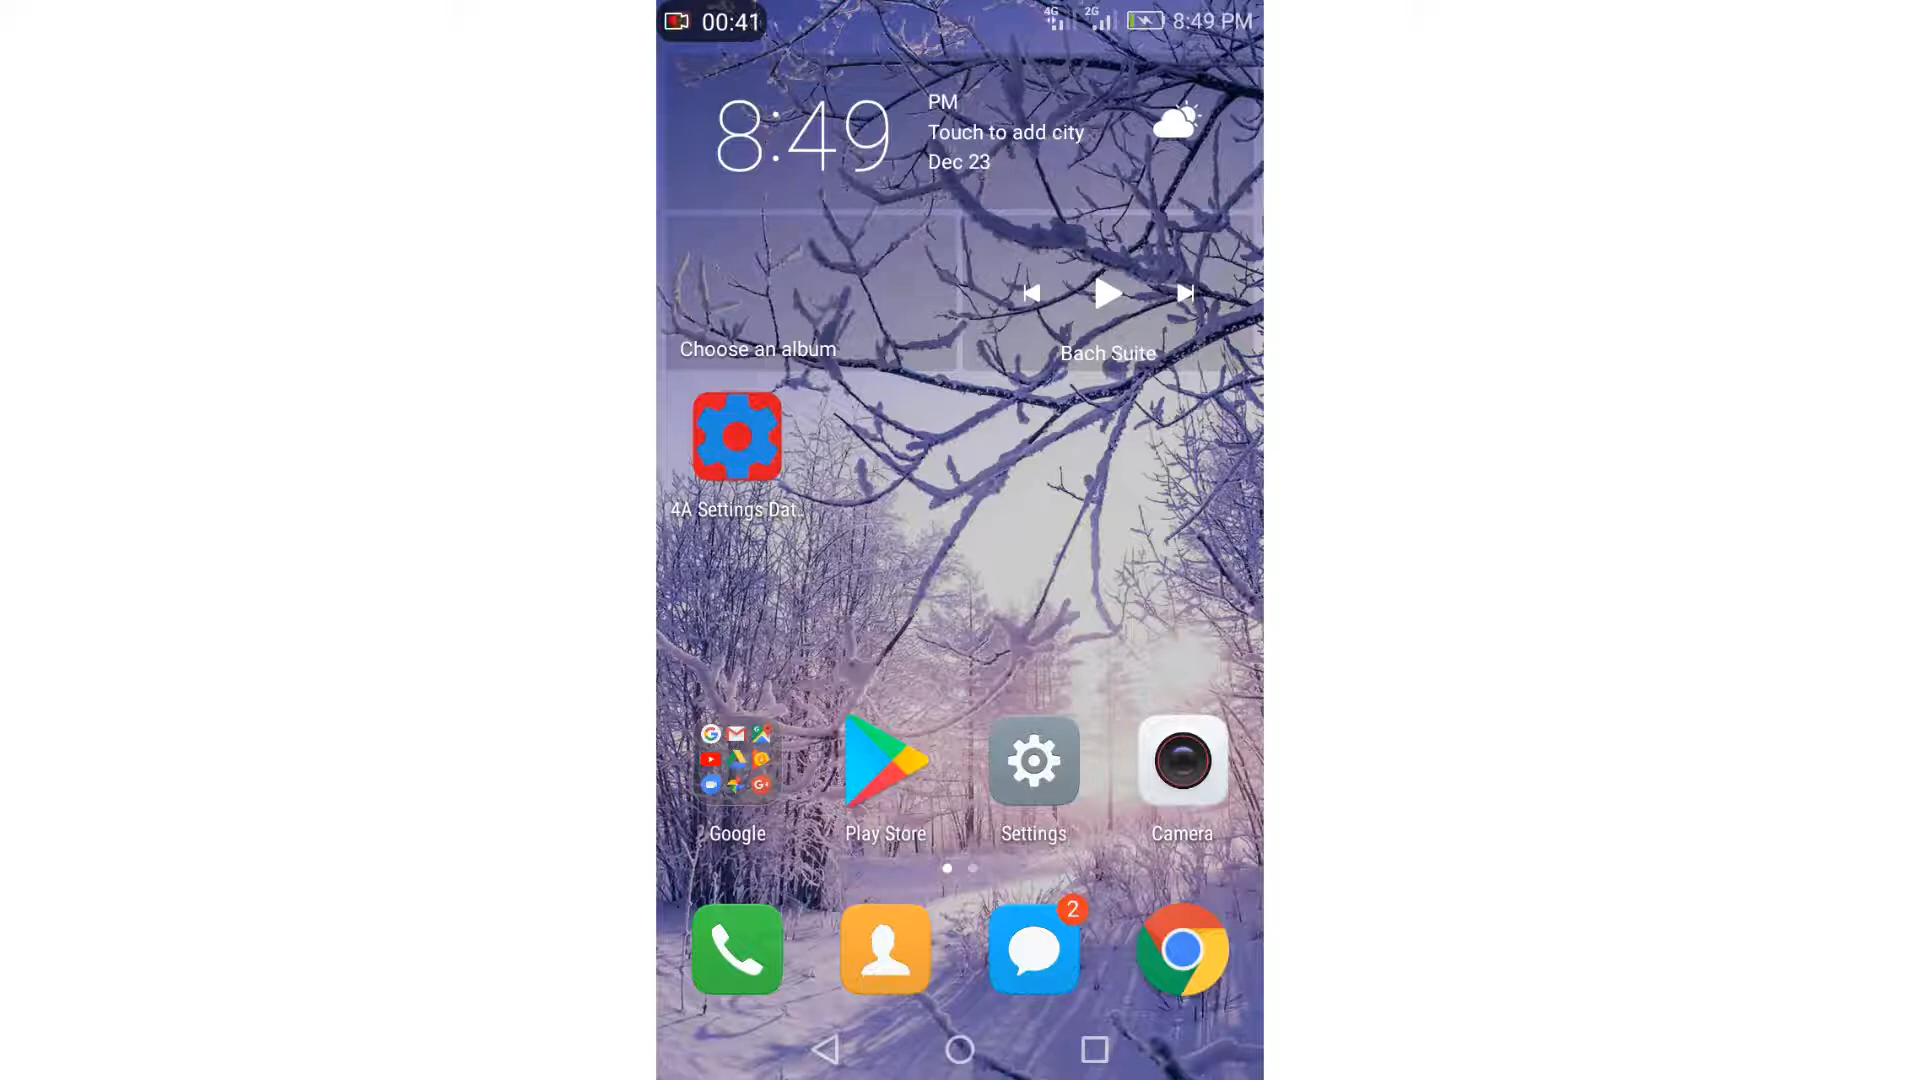 00:41
4G 2G 8:49 PM
8:49
PM
Touch to add city
Dec 23
Choose an album
Bach Suite
4A Settings Dat..
Google
Play Store
Settings
Camera
2